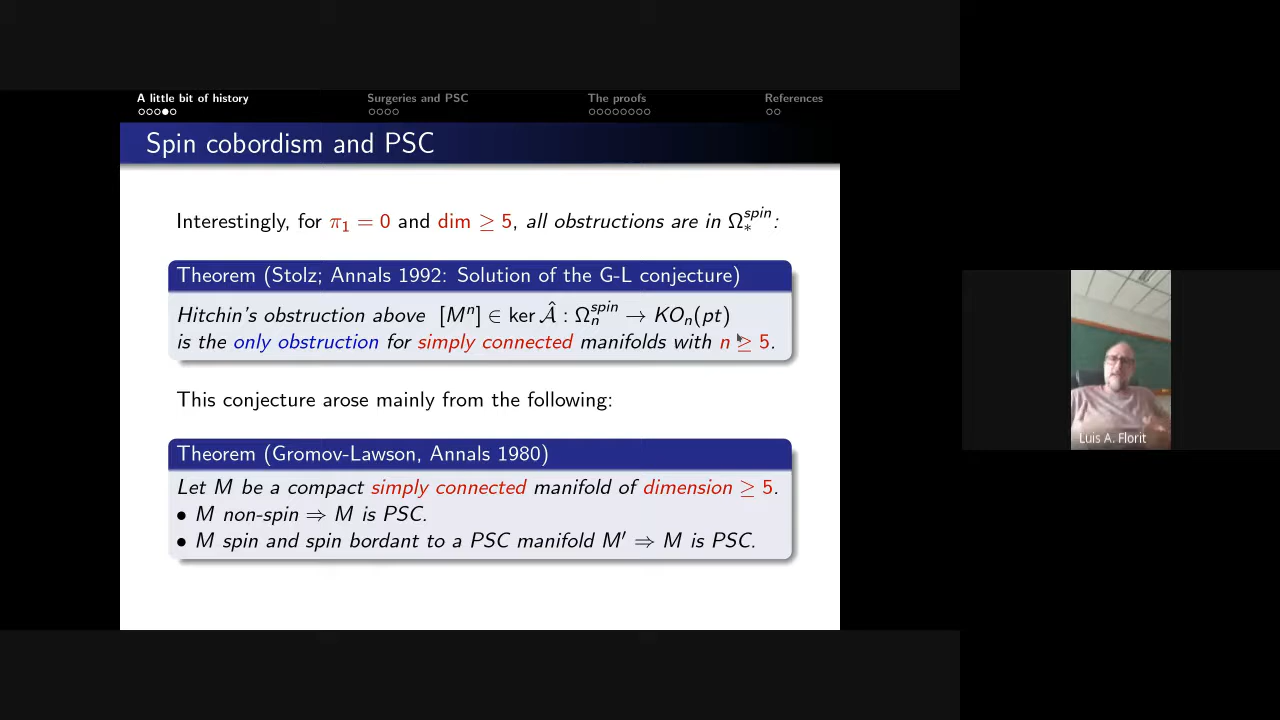 A little bit of history
Surgeries and PSC
The proofs
References
Spin cobordism and PSC
Interestingly, for π₁ = 0 and dim ≥ 5, all obstructions are in Ω_*^{spin}:
Theorem (Stolz; Annals 1992: Solution of the G-L conjecture)
Hitchin's obstruction above [Mⁿ] ∈ ker Â : Ω_n^{spin} → KO_n(pt)
is the only obstruction for simply connected manifolds with n ≥ 5.
This conjecture arose mainly from the following:
Theorem (Gromov-Lawson, Annals 1980)
Let M be a compact simply connected manifold of dimension ≥ 5.
• M non-spin ⇒ M is PSC.
• M spin and spin bordant to a PSC manifold M′ ⇒ M is PSC.
Luis A. Florit